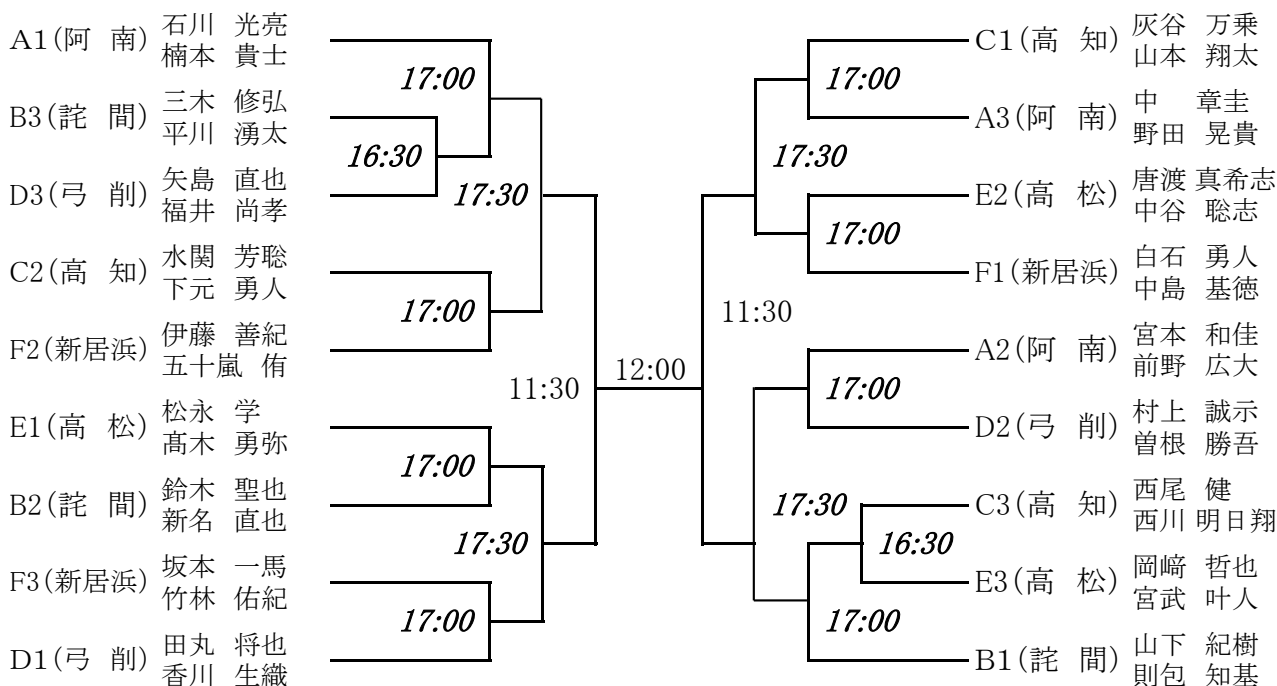 A1(阿 南) 石川 光亮
楠本 貴士
17:00
B3(詫 間) 三木 修弘
平川 湧太
16:30
D3(弓 削) 矢島 直也
福井 尚孝
17:30
C2(高 知) 水関 芳聡
下元 勇人
17:00
F2(新居浜) 伊藤 善紀
五十嵐 侑
11:30
E1(高 松) 松永 学
髙木 勇弥
17:00
B2(詫 間) 鈴木 聖也
新名 直也
17:30
F3(新居浜) 坂本 一馬
竹林 佑紀
17:00
D1(弓 削) 田丸 将也
香川 生織
12:00
C1(高 知) 灰谷 万乗
山本 翔太
17:00
A3(阿 南) 中 章圭
野田 晃貴
17:30
E2(高 松) 唐渡 真希志
中谷 聡志
17:00
F1(新居浜) 白石 勇人
中島 基徳
11:30
A2(阿 南) 宮本 和佳
前野 広大
17:00
D2(弓 削) 村上 誠示
曽根 勝吾
17:30
C3(高 知) 西尾 健
西川 明日翔
16:30
E3(高 松) 岡﨑 哲也
宮武 叶人
17:00
B1(詫 間) 山下 紀樹
則包 知基